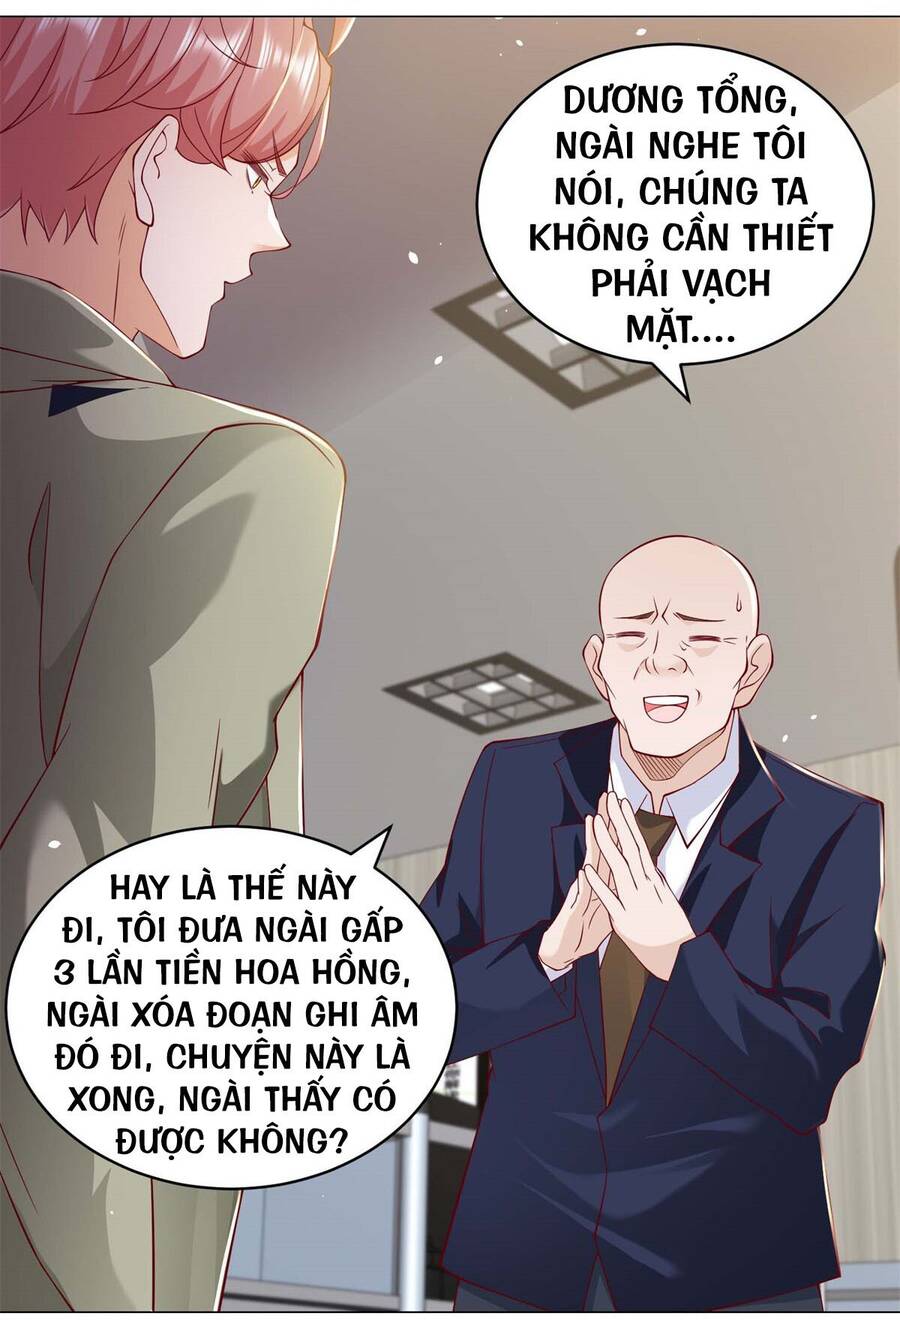 DƯƠNG TỔNG,
NGÀI NGHE TÔI
NÓI, CHÚNG TA
KHÔNG CẦN THIẾT
PHẢI VẠCH
MẶT....
HAY LÀ THẾ NÀY
ĐI, TÔI ĐƯA NGÀI GẤP
3 LẦN TIỀN HOA HỒNG,
NGÀI XÓA ĐOẠN GHI ÂM
ĐÓ ĐI, CHUYỆN NÀY LÀ
XONG, NGÀI THẤY CÓ
ĐƯỢC KHÔNG?